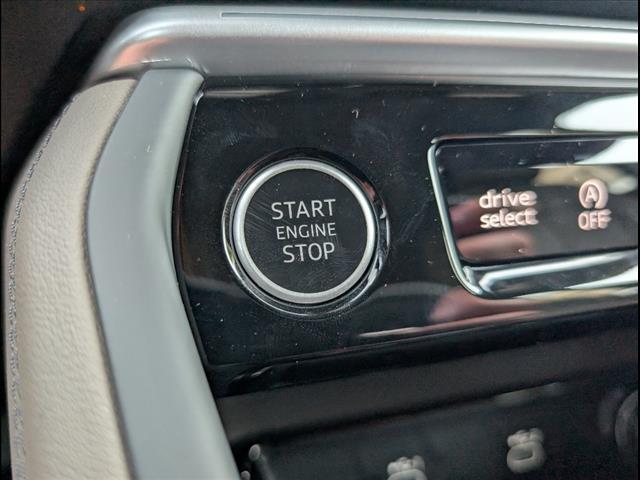 START
ENGINE
STOP
drive
select
A
OFF